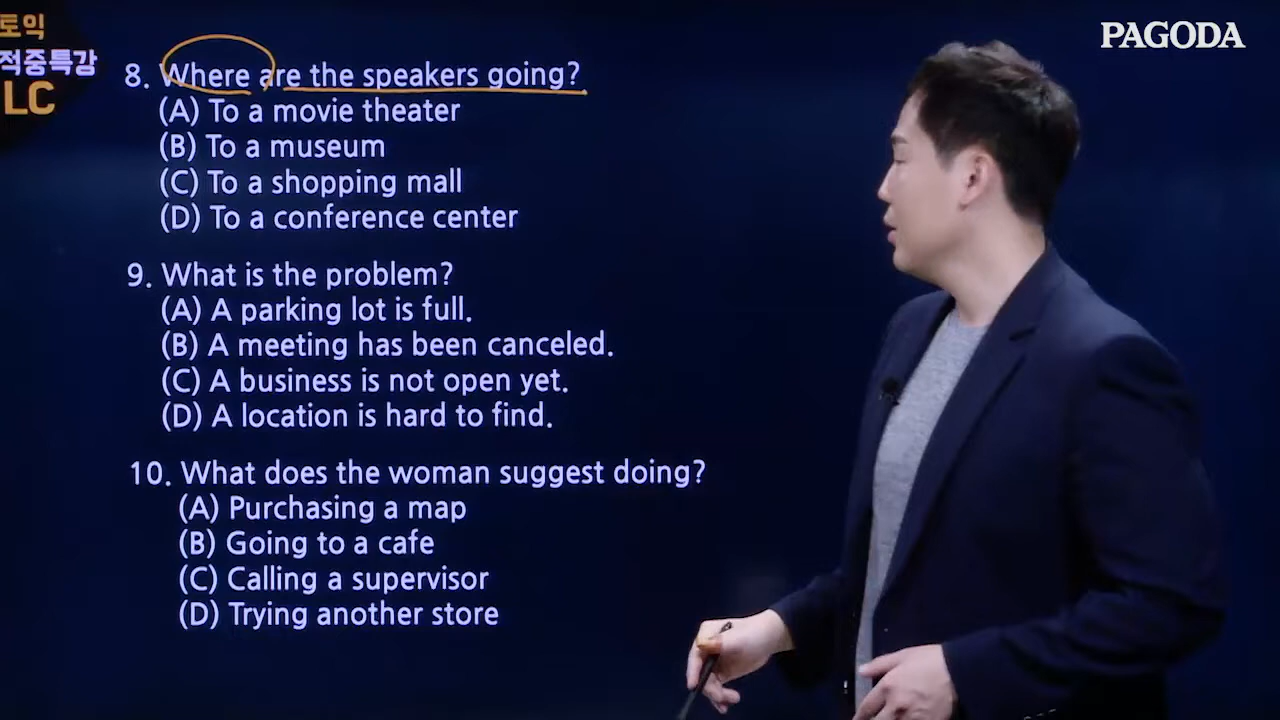 토익
적중특강
LC
PAGODA
8. Where are the speakers going?
(A) To a movie theater
(B) To a museum
(C) To a shopping mall
(D) To a conference center
9. What is the problem?
(A) A parking lot is full.
(B) A meeting has been canceled.
(C) A business is not open yet.
(D) A location is hard to find.
10. What does the woman suggest doing?
(A) Purchasing a map
(B) Going to a cafe
(C) Calling a supervisor
(D) Trying another store